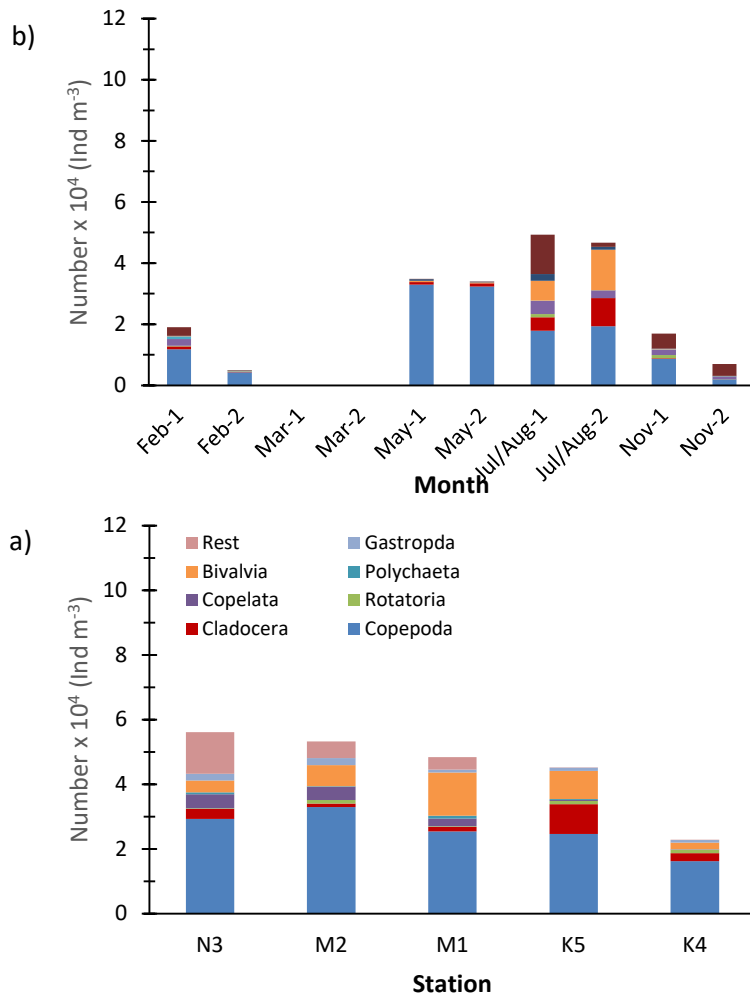 b)
12
10
8
6
4
2
0
Number x 10⁴ (Ind m⁻³)
Feb-1
Feb-2
Mar-1
Mar-2
May-1
May-2
Jul/Aug-1
Jul/Aug-2
Nov-1
Nov-2
Month
a)
12
10
8
6
4
2
0
Number x 10⁴ (Ind m⁻³)
Rest Gastropda
Bivalvia Polychaeta
Copelata Rotatoria
Cladocera Copepoda
N3 M2 M1 K5 K4
Station